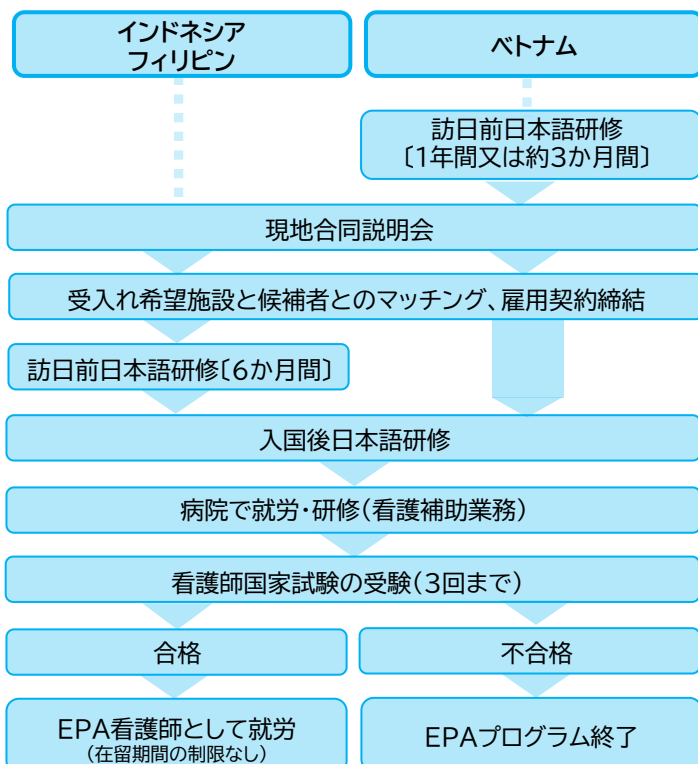 インドネシア
フィリピン
ベトナム
訪日前日本語研修
〔1年間又は約3か月間〕
現地合同説明会
受入れ希望施設と候補者とのマッチング、雇用契約締結
訪日前日本語研修〔6か月間〕
入国後日本語研修
病院で就労・研修(看護補助業務)
看護師国家試験の受験(3回まで)
合格
不合格
EPA看護師として就労
(在留期間の制限なし)
EPAプログラム終了